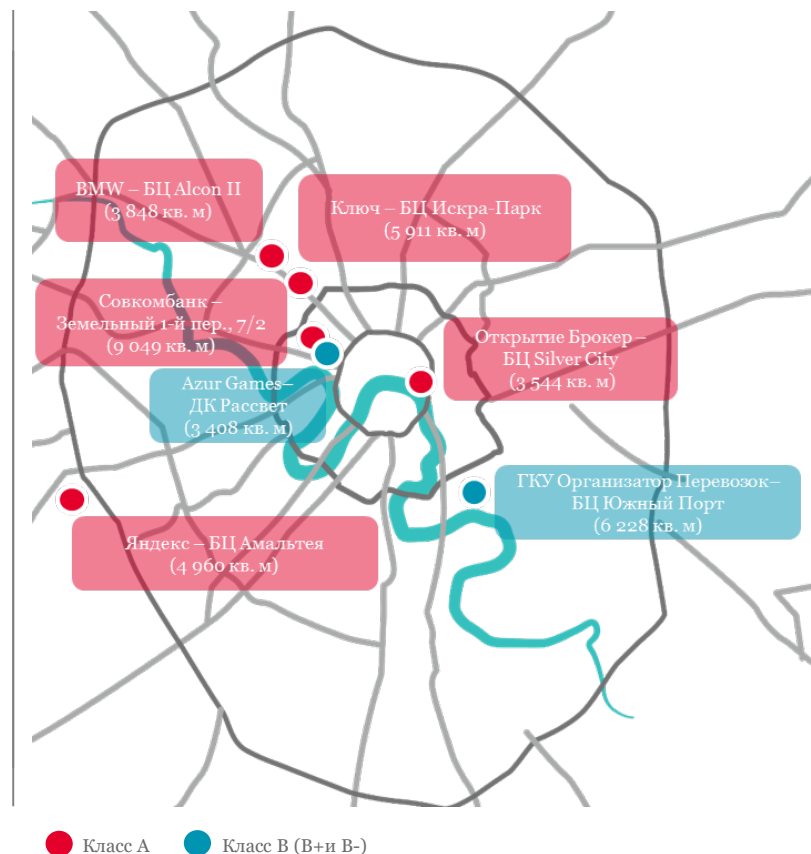 BMW – БЦ Alcon II
(3 848 кв. м)
Ключ – БЦ Искра-Парк
(5 911 кв. м)
Совкомбанк –
Земельный 1-й пер., 7/2
(9 049 кв. м)
Открытие Брокер –
БЦ Silver City
(3 544 кв. м)
Azur Games–
ДК Рассвет
(3 408 кв. м)
ГКУ Организатор Перевозок–
БЦ Южный Порт
(6 228 кв. м)
Яндекс – БЦ Амальтея
(4 960 кв. м)
Класс А
Класс В (В+и В-)